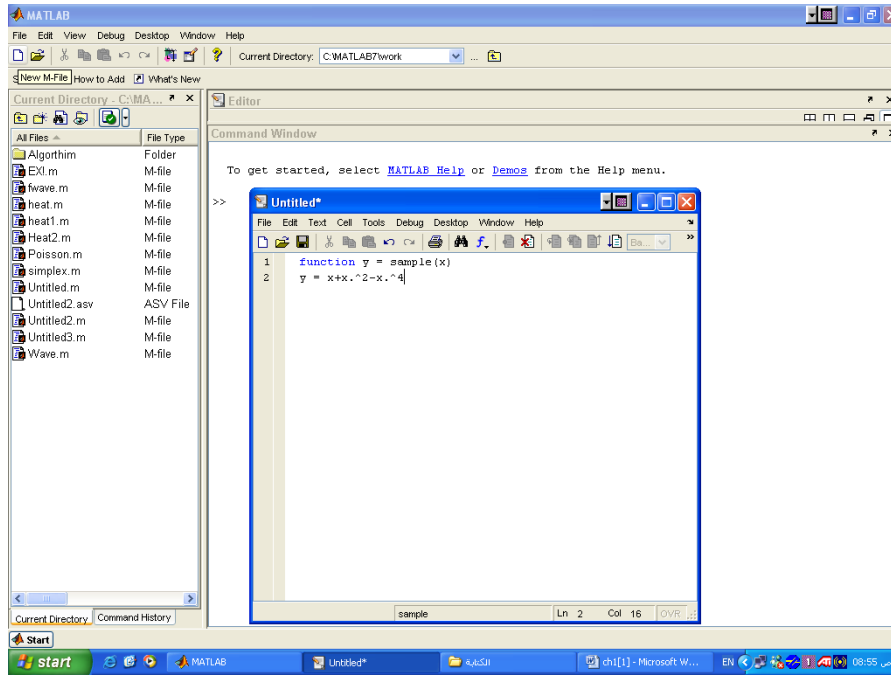 MATLAB
File Edit View Debug Desktop Window Help
Current Directory: C:\MATLAB7\work ...
New M-File How to Add What's New
Current Directory - C:\MA...
All Files File Type
Algorthim Folder
EXI.m M-file
fwave.m M-file
heat.m M-file
heat1.m M-file
Heat2.m M-file
Poisson.m M-file
simplex.m M-file
Untitled.m M-file
Untitled2.asv ASV File
Untitled2.m M-file
Untitled3.m M-file
Wave.m M-file
Current Directory Command History
Editor
Command Window
To get started, select MATLAB Help or Demos from the Help menu.
>>
Untitled*
File Edit Text Cell Tools Debug Desktop Window Help
Ba...
1 function y = sample(x)
2 y = x+x.^2-x.^4
sample Ln 2 Col 16 OVR
Start
start MATLAB Untitled* الكتابة ch1[1] - Microsoft W... EN 08:55 ص